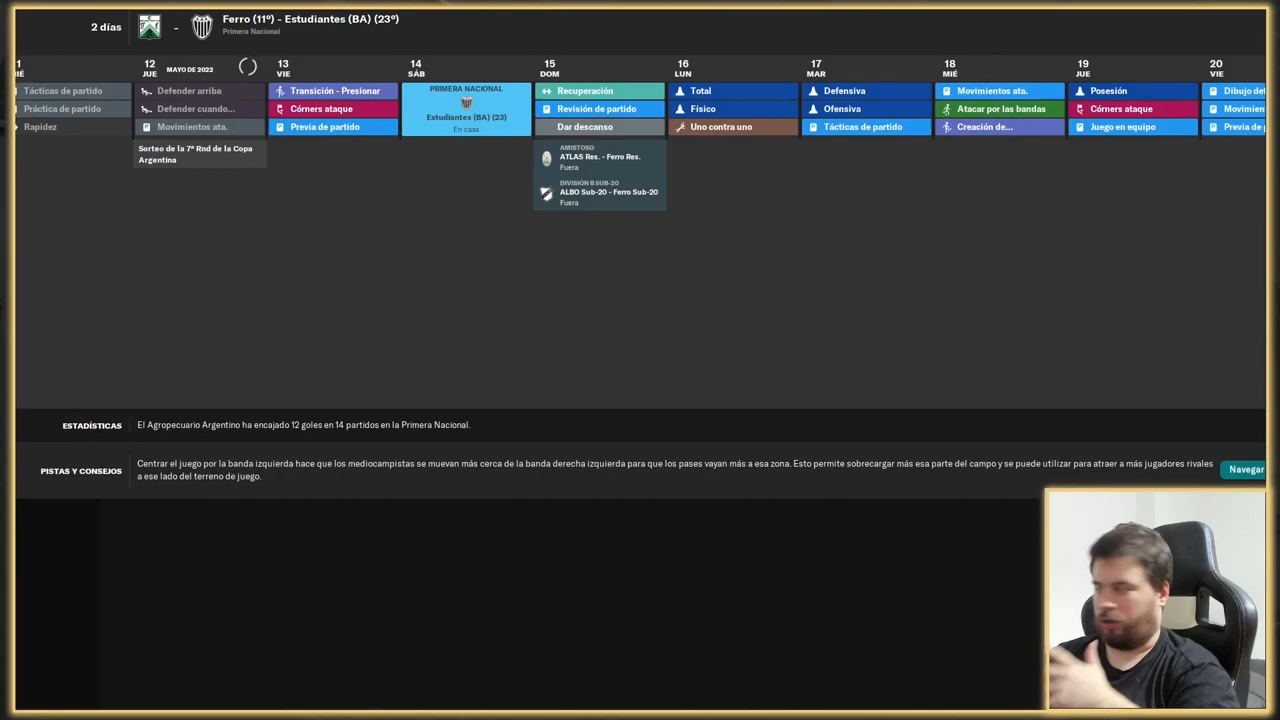 2 días
-
Ferro (11º) - Estudiantes (BA) (23º)
Primera Nacional
12
JUE
MAYO DE 2022
13
VIE
14
SÁB
15
DOM
16
LUN
17
MAR
18
MIÉ
19
JUE
20
VIE
Tácticas de partido
Práctica de partido
Rapidez
Defender arriba
Defender cuando...
Movimientos ata.
Sorteo de la 7ª Rnd de la Copa
Argentina
Transición - Presionar
Córners ataque
Previa de partido
PRIMERA NACIONAL
Estudiantes (BA) (23)
En casa
Recuperación
Revisión de partido
Dar descanso
AMISTOSO
ATLAS Res. - Ferro Res.
Fuera
DIVISIÓN B SUB-20
ALBO Sub-20 - Ferro Sub-20
Fuera
Total
Físico
Uno contra uno
Defensiva
Ofensiva
Tácticas de partido
Movimientos ata.
Atacar por las bandas
Creación de...
Posesión
Córners ataque
Juego en equipo
Dibujo def
Movimien
Previa de p
ESTADÍSTICAS
El Agropecuario Argentino ha encajado 12 goles en 14 partidos en la Primera Nacional.
PISTAS Y CONSEJOS
Centrar el juego por la banda izquierda hace que los mediocampistas se muevan más cerca de la banda derecha izquierda para que los pases vayan más a esa zona. Esto permite sobrecargar más esa parte del campo y se puede utilizar para atraer a más jugadores rivales
a ese lado del terreno de juego.
Navegar